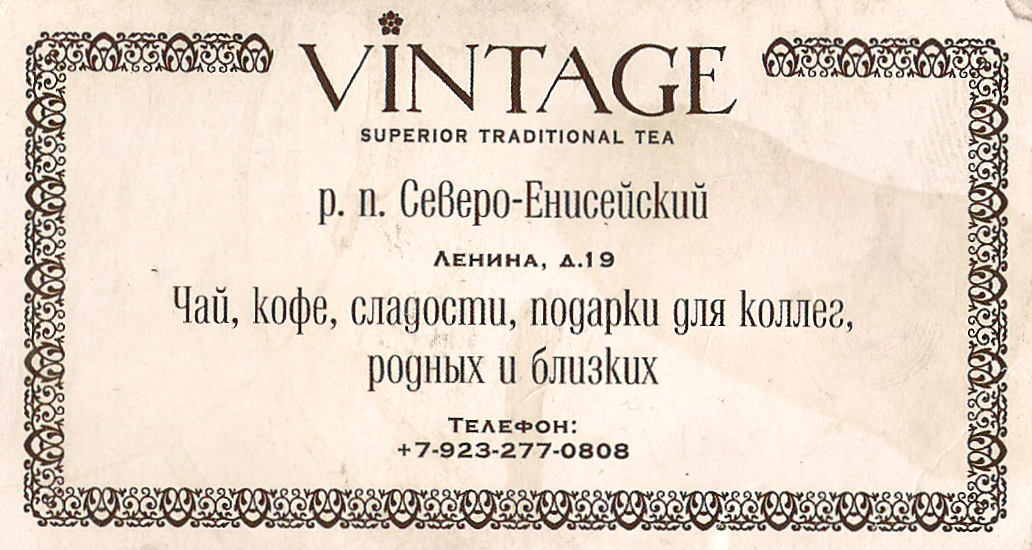 VINTAGE
SUPERIOR TRADITIONAL TEA
р. п. Северо-Енисейский
Ленина, д.19
Чай, кофе, сладости, подарки для коллег,
родных и близких
Телефон:
+7-923-277-0808